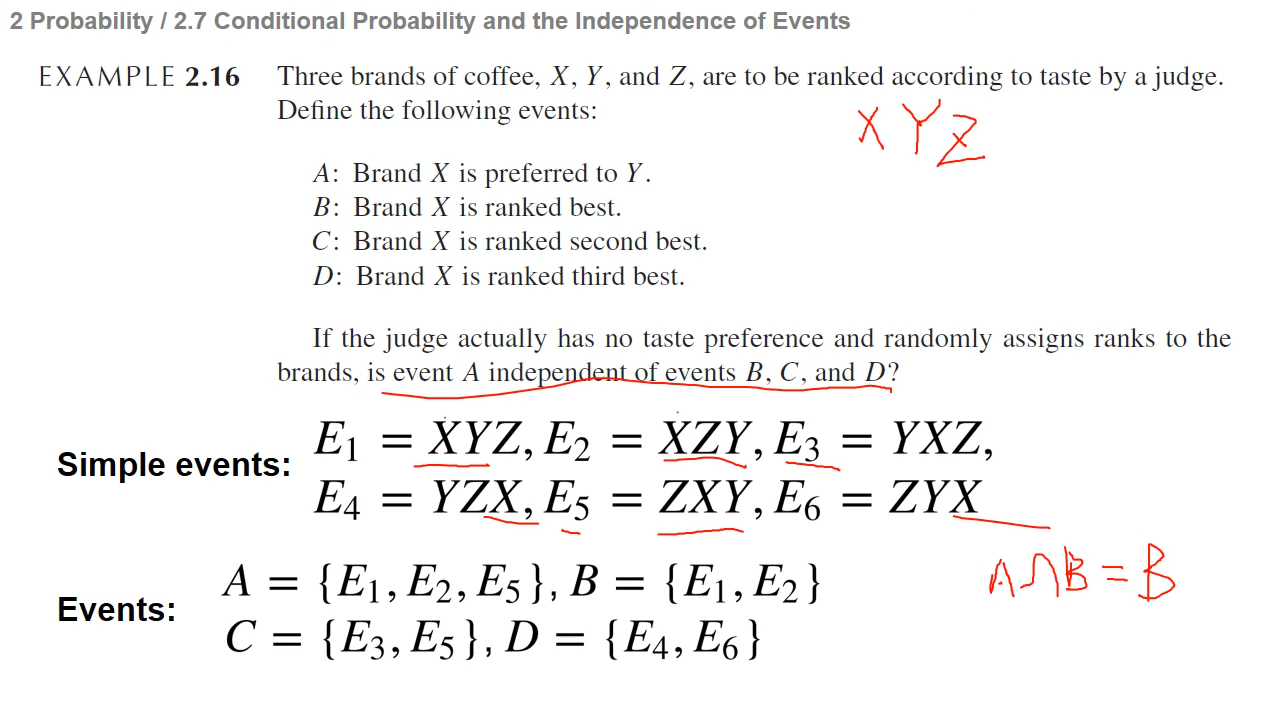 2 Probability / 2.7 Conditional Probability and the Independence of Events
EXAMPLE 2.16 Three brands of coffee, X, Y, and Z, are to be ranked according to taste by a judge.
Define the following events:
X Y Z
A: Brand X is preferred to Y.
B: Brand X is ranked best.
C: Brand X is ranked second best.
D: Brand X is ranked third best.
If the judge actually has no taste preference and randomly assigns ranks to the
brands, is event A independent of events B, C, and D?
Simple events: E₁ = XYZ, E₂ = XZY, E₃ = YXZ,
E₄ = YZX, E₅ = ZXY, E₆ = ZYX
A∩B = B
Events: A = {E₁, E₂, E₅}, B = {E₁, E₂}
C = {E₃, E₅}, D = {E₄, E₆}